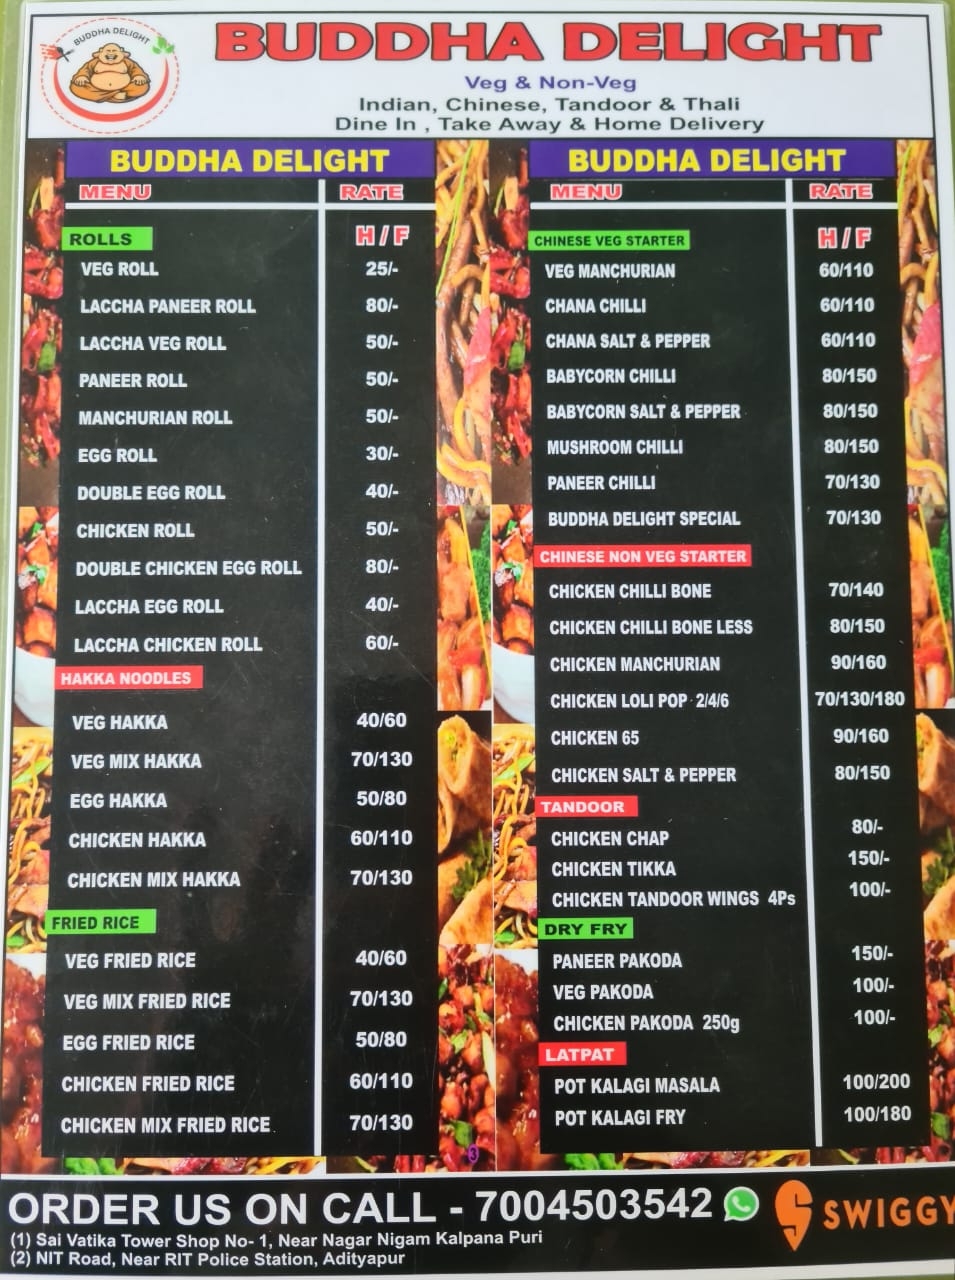 BUDDHA DELIGHT
BUDDHA DELIGHT
Veg & Non-Veg
Indian, Chinese, Tandoor & Thali
Dine In , Take Away & Home Delivery
BUDDHA DELIGHT
MENU RATE
ROLLS H / F
VEG ROLL 25/-
LACCHA PANEER ROLL 80/-
LACCHA VEG ROLL 50/-
PANEER ROLL 50/-
MANCHURIAN ROLL 50/-
EGG ROLL 30/-
DOUBLE EGG ROLL 40/-
CHICKEN ROLL 50/-
DOUBLE CHICKEN EGG ROLL 80/-
LACCHA EGG ROLL 40/-
LACCHA CHICKEN ROLL 60/-
HAKKA NOODLES
VEG HAKKA 40/60
VEG MIX HAKKA 70/130
EGG HAKKA 50/80
CHICKEN HAKKA 60/110
CHICKEN MIX HAKKA 70/130
FRIED RICE
VEG FRIED RICE 40/60
VEG MIX FRIED RICE 70/130
EGG FRIED RICE 50/80
CHICKEN FRIED RICE 60/110
CHICKEN MIX FRIED RICE 70/130
3
BUDDHA DELIGHT
MENU RATE
CHINESE VEG STARTER H / F
VEG MANCHURIAN 60/110
CHANA CHILLI 60/110
CHANA SALT & PEPPER 60/110
BABYCORN CHILLI 80/150
BABYCORN SALT & PEPPER 80/150
MUSHROOM CHILLI 80/150
PANEER CHILLI 70/130
BUDDHA DELIGHT SPECIAL 70/130
CHINESE NON VEG STARTER
CHICKEN CHILLI BONE 70/140
CHICKEN CHILLI BONE LESS 80/150
CHICKEN MANCHURIAN 90/160
CHICKEN LOLI POP 2/4/6 70/130/180
CHICKEN 65 90/160
CHICKEN SALT & PEPPER 80/150
TANDOOR
CHICKEN CHAP 80/-
CHICKEN TIKKA 150/-
CHICKEN TANDOOR WINGS 4Ps 100/-
DRY FRY
PANEER PAKODA 150/-
VEG PAKODA 100/-
CHICKEN PAKODA 250g 100/-
LATPAT
POT KALAGI MASALA 100/200
POT KALAGI FRY 100/180
ORDER US ON CALL - 7004503542
SWIGGY
(1) Sai Vatika Tower Shop No- 1, Near Nagar Nigam Kalpana Puri
(2) NIT Road, Near RIT Police Station, Adityapur